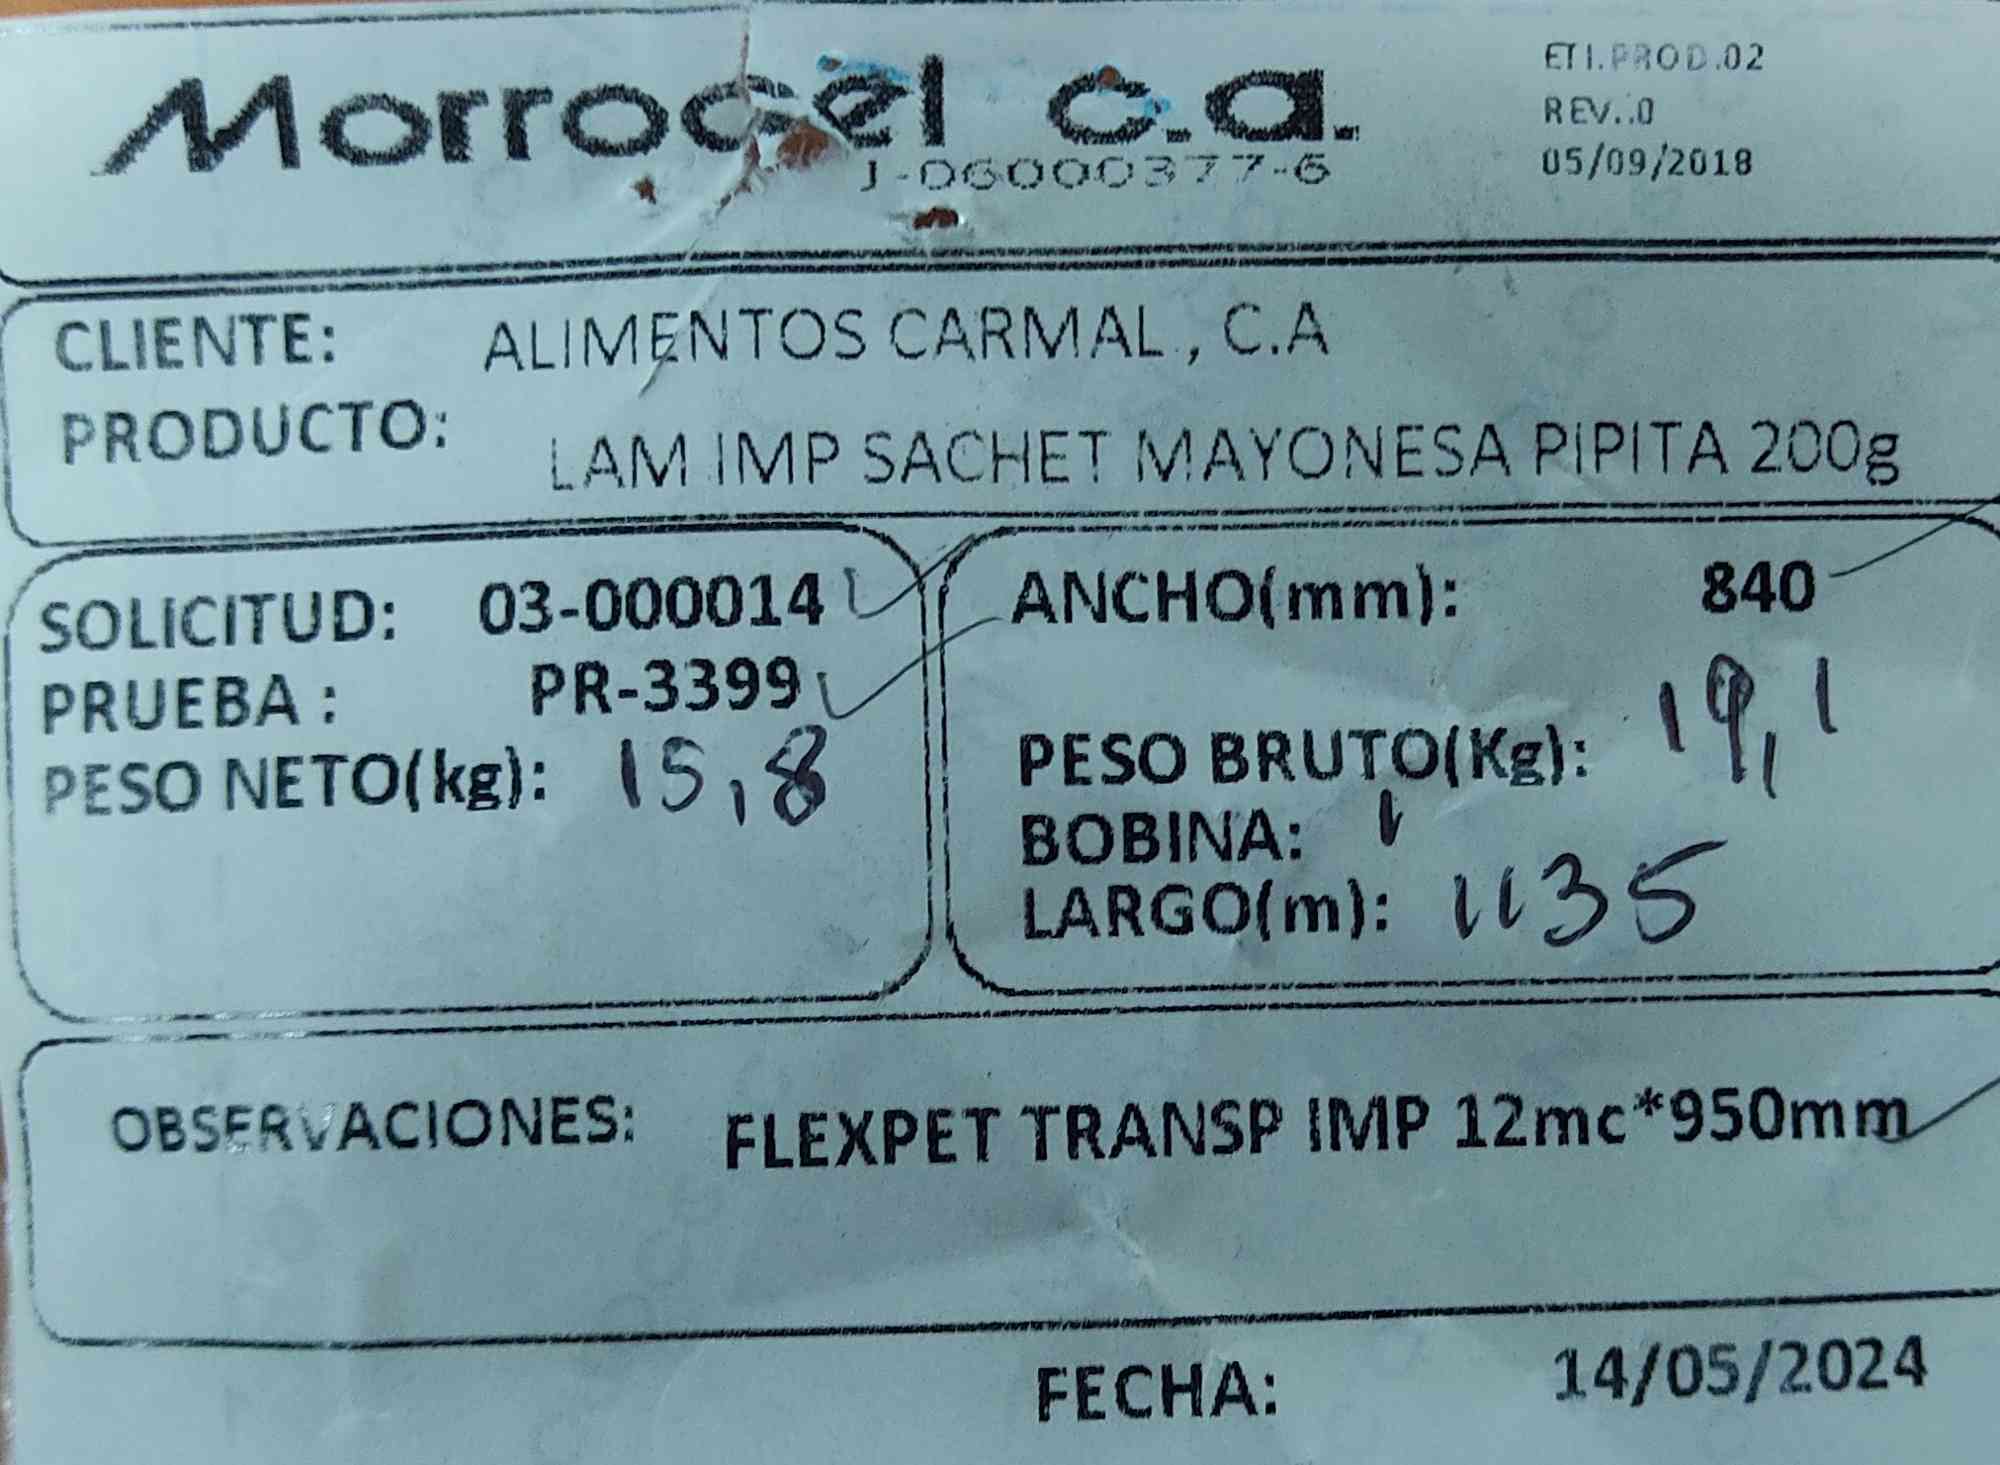 Morrocel c.a.
J-06000377-6
ETI.PROD.02
REV..0
05/09/2018
CLIENTE: ALIMENTOS CARMAL , C.A
PRODUCTO: LAM IMP SACHET MAYONESA PIPITA 200g
SOLICITUD: 03-000014
PRUEBA : PR-3399
PESO NETO(kg): 15,8
ANCHO(mm): 840
PESO BRUTO(Kg): 19,1
BOBINA: 1
LARGO(m): 1135
OBSERVACIONES: FLEXPET TRANSP IMP 12mc*950mm
FECHA: 14/05/2024